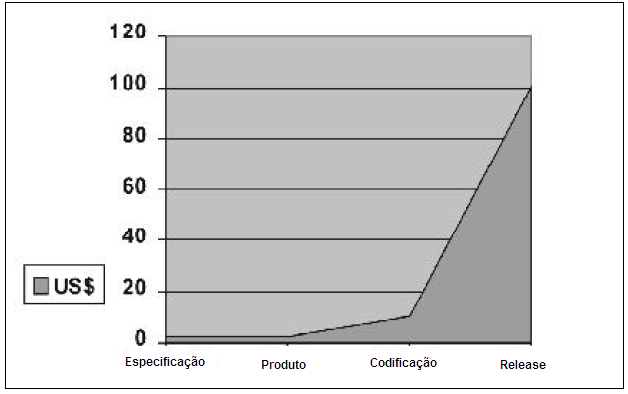 120
100
80
60
40
20
0
US$
Especificação
Produto
Codificação
Release